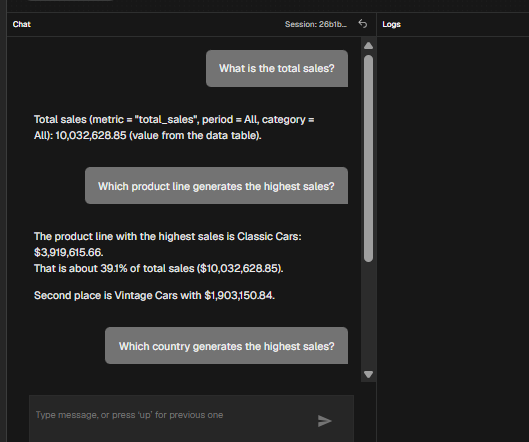 Chat
Session: 26b1b...
Logs
What is the total sales?
Total sales (metric = "total_sales", period = All, category =
All): 10,032,628.85 (value from the data table).
Which product line generates the highest sales?
The product line with the highest sales is Classic Cars:
$3,919,615.66.
That is about 39.1% of total sales ($10,032,628.85).
Second place is Vintage Cars with $1,903,150.84.
Which country generates the highest sales?
Type message, or press 'up' for previous one